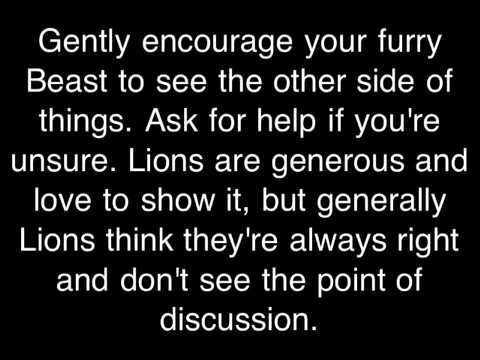 Gently encourage your furry
Beast to see the other side of
things. Ask for help if you're
unsure. Lions are generous and
love to show it, but generally
Lions think they're always right
and don't see the point of
discussion.